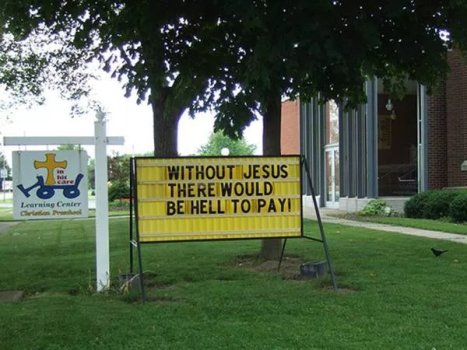 in
his
care
Learning Center
Christian Preschool
WITHOUT JESUS
THERE WOULD
BE HELL TO PAY!